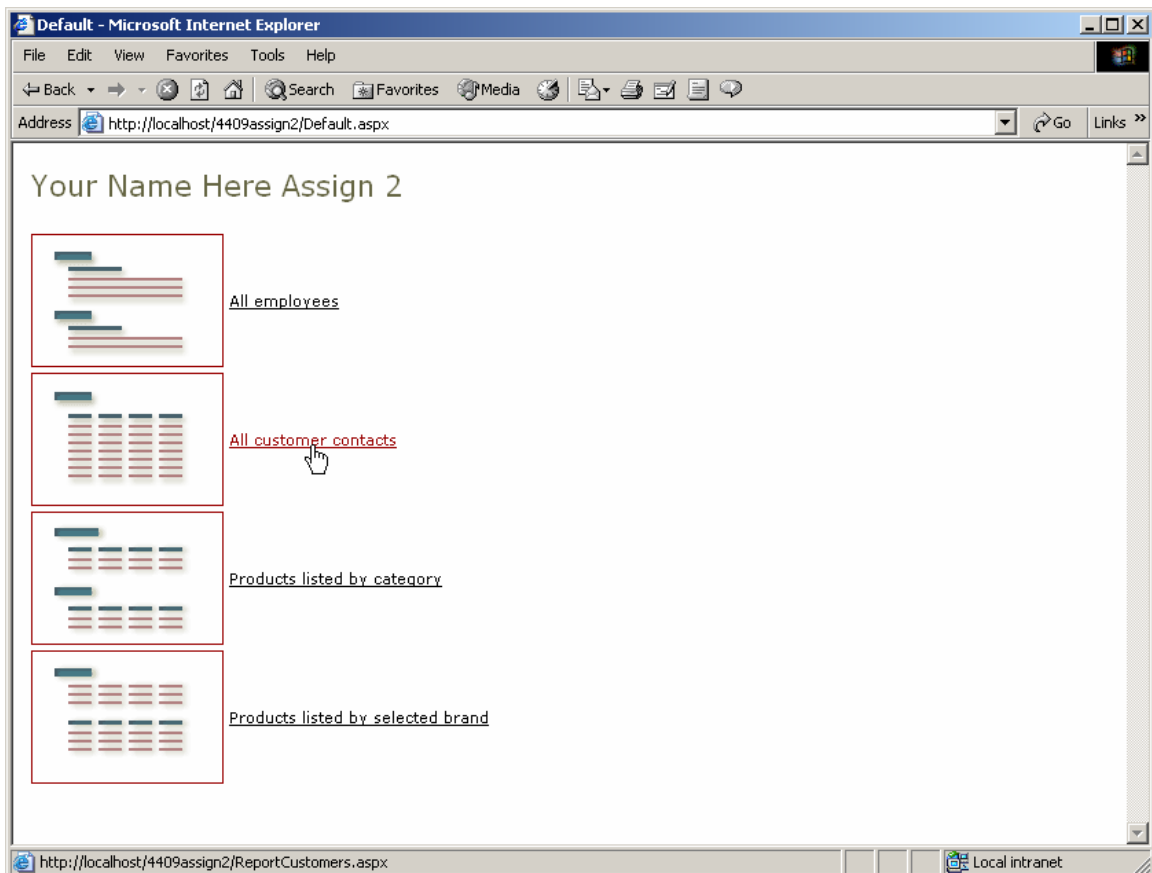 Default - Microsoft Internet Explorer
File Edit View Favorites Tools Help
Back Search Favorites Media
Address http://localhost/4409assign2/Default.aspx Go Links »
Your Name Here Assign 2
All employees
All customer contacts
Products listed by category
Products listed by selected brand
http://localhost/4409assign2/ReportCustomers.aspx Local intranet